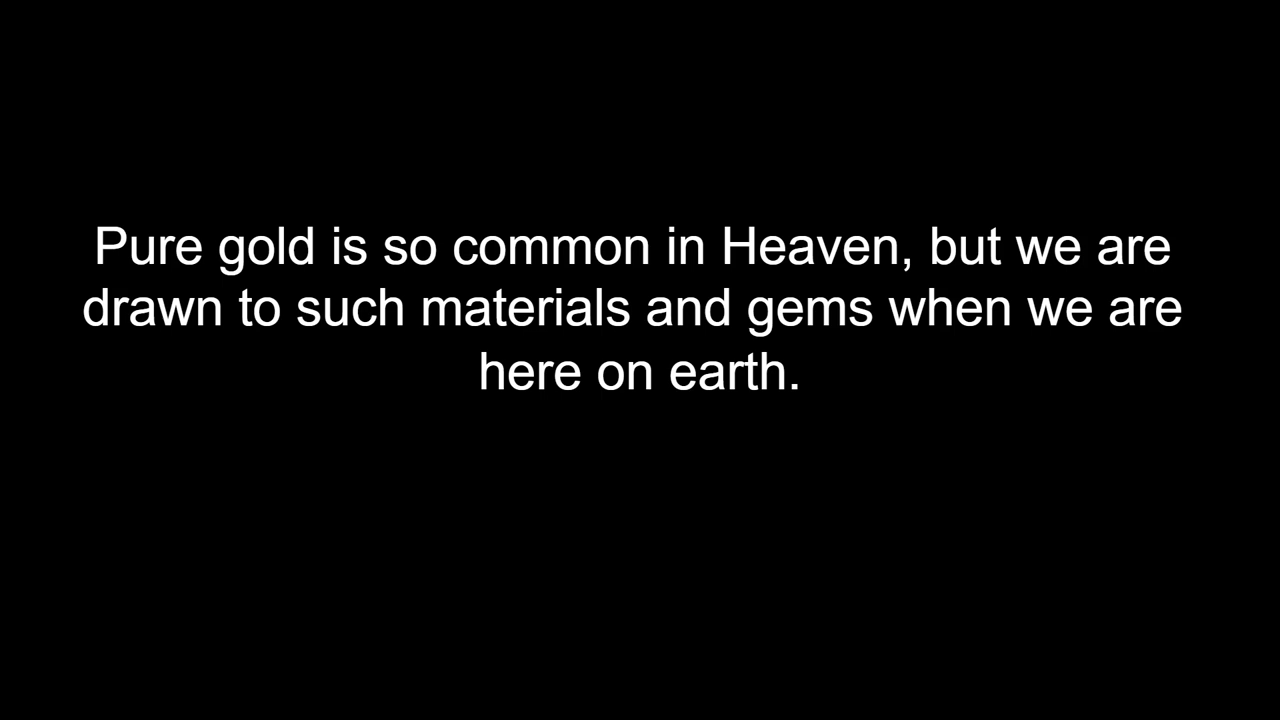 Pure gold is so common in Heaven, but we are
drawn to such materials and gems when we are
here on earth.